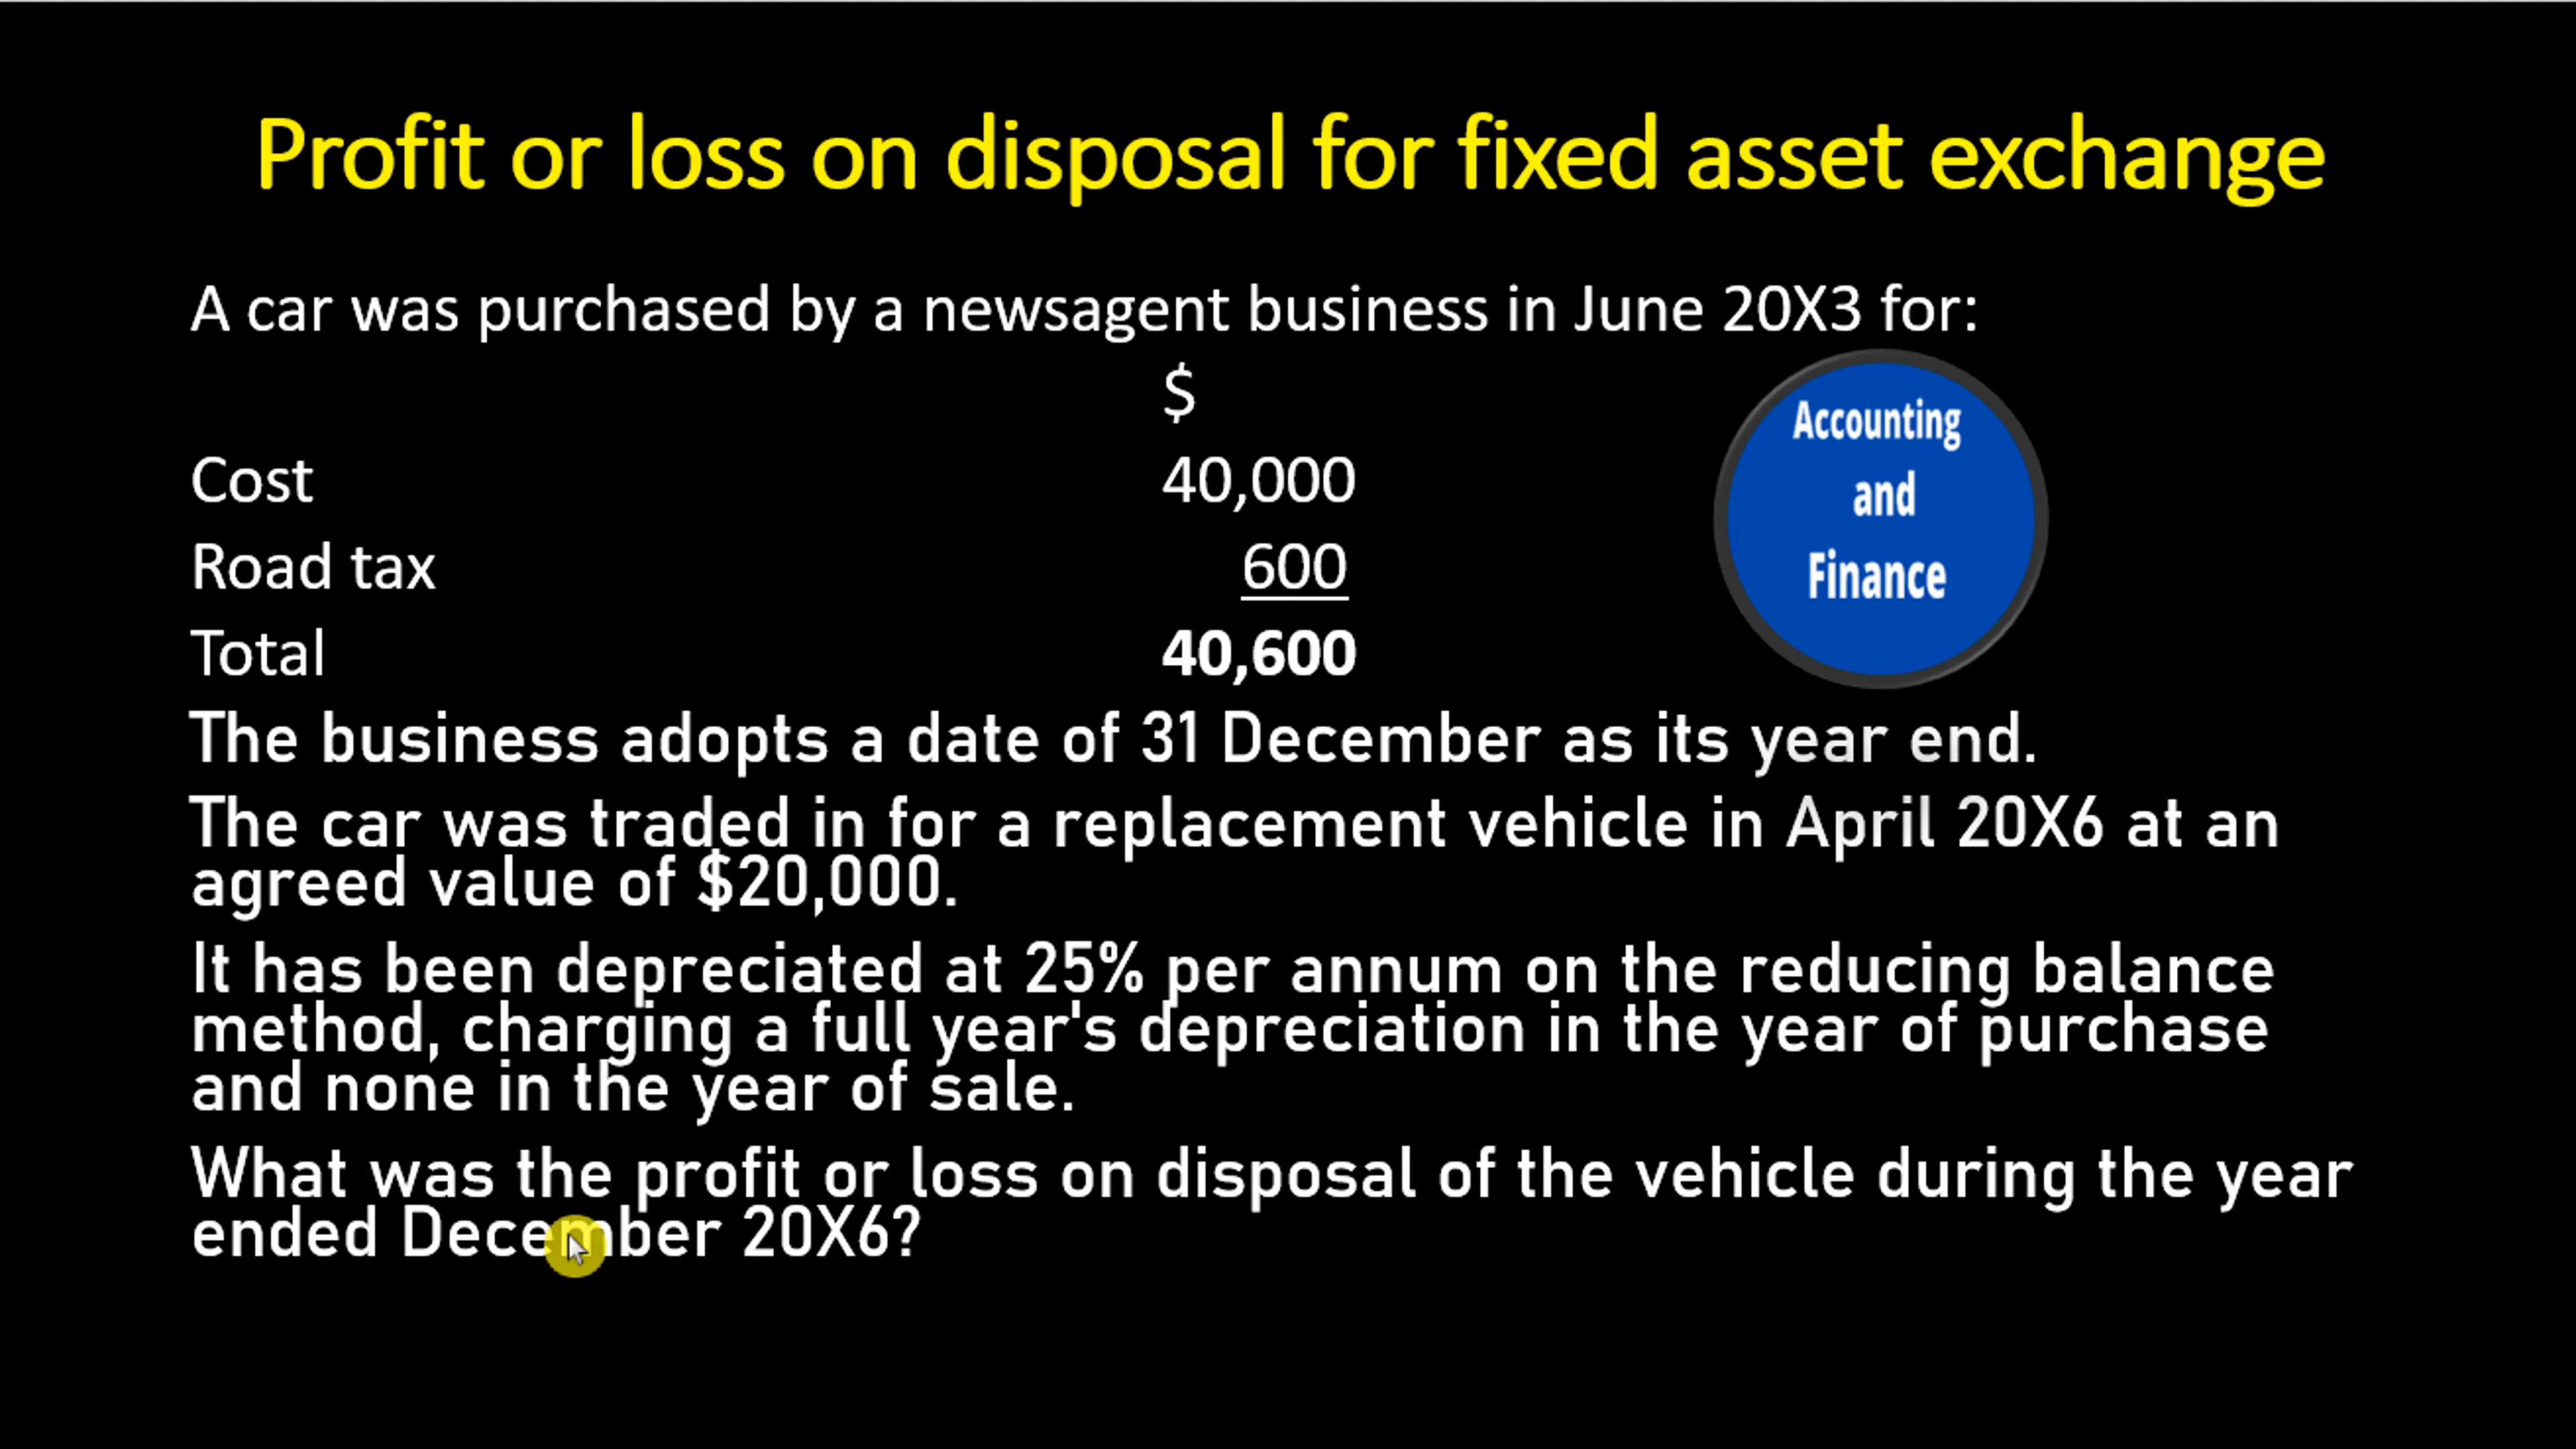 Profit or loss on disposal for fixed asset exchange
A car was purchased by a newsagent business in June 20X3 for:
$
Cost 40,000
Road tax 600
Total 40,600
Accounting
and
Finance
The business adopts a date of 31 December as its year end.
The car was traded in for a replacement vehicle in April 20X6 at an
agreed value of $20,000.
It has been depreciated at 25% per annum on the reducing balance
method, charging a full year's depreciation in the year of purchase
and none in the year of sale.
What was the profit or loss on disposal of the vehicle during the year
ended December 20X6?